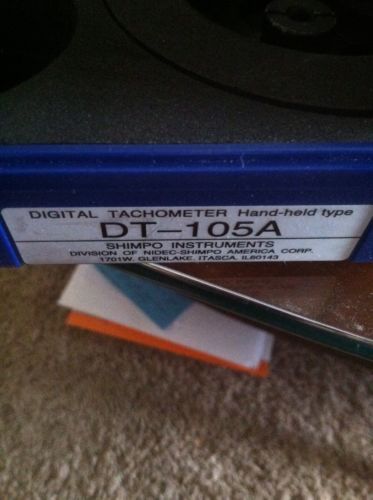 DIGITAL TACHOMETER Hand-held type
DT-105A
SHIMPO INSTRUMENTS
DIVISION OF NIDEC-SHIMPO AMERICA CORP.
1701W. GLENLAKE, ITASCA, IL60143